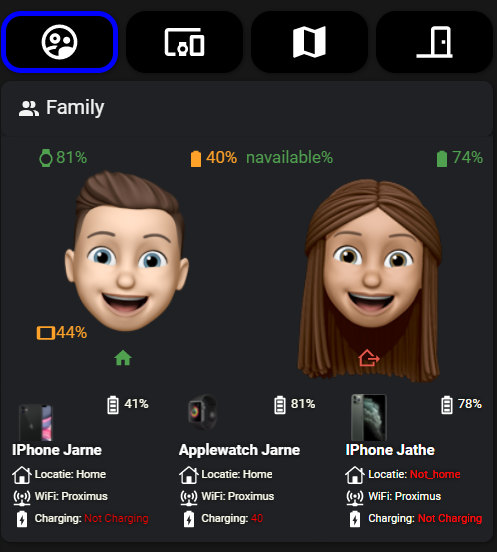 Family
81% 40% navailable% 74%
44%
41% 81% 78%
IPhone Jarne Applewatch Jarne IPhone Jathe
Locatie: Home Locatie: Home Locatie: Not_home
WiFi: Proximus WiFi: Proximus WiFi: Proximus
Charging: Not Charging Charging: 40 Charging: Not Charging